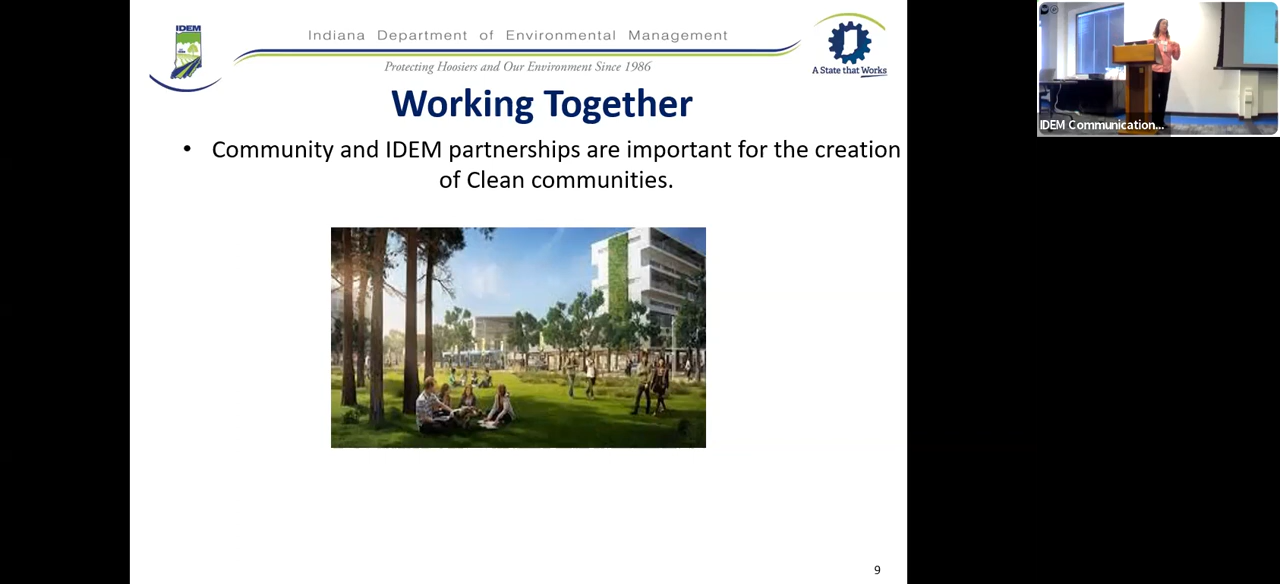 IDEM
Indiana Department of Environmental Management
Protecting Hoosiers and Our Environment Since 1986
A State that Works
Working Together
• Community and IDEM partnerships are important for the creation
of Clean communities.
9
IDEM Communication...